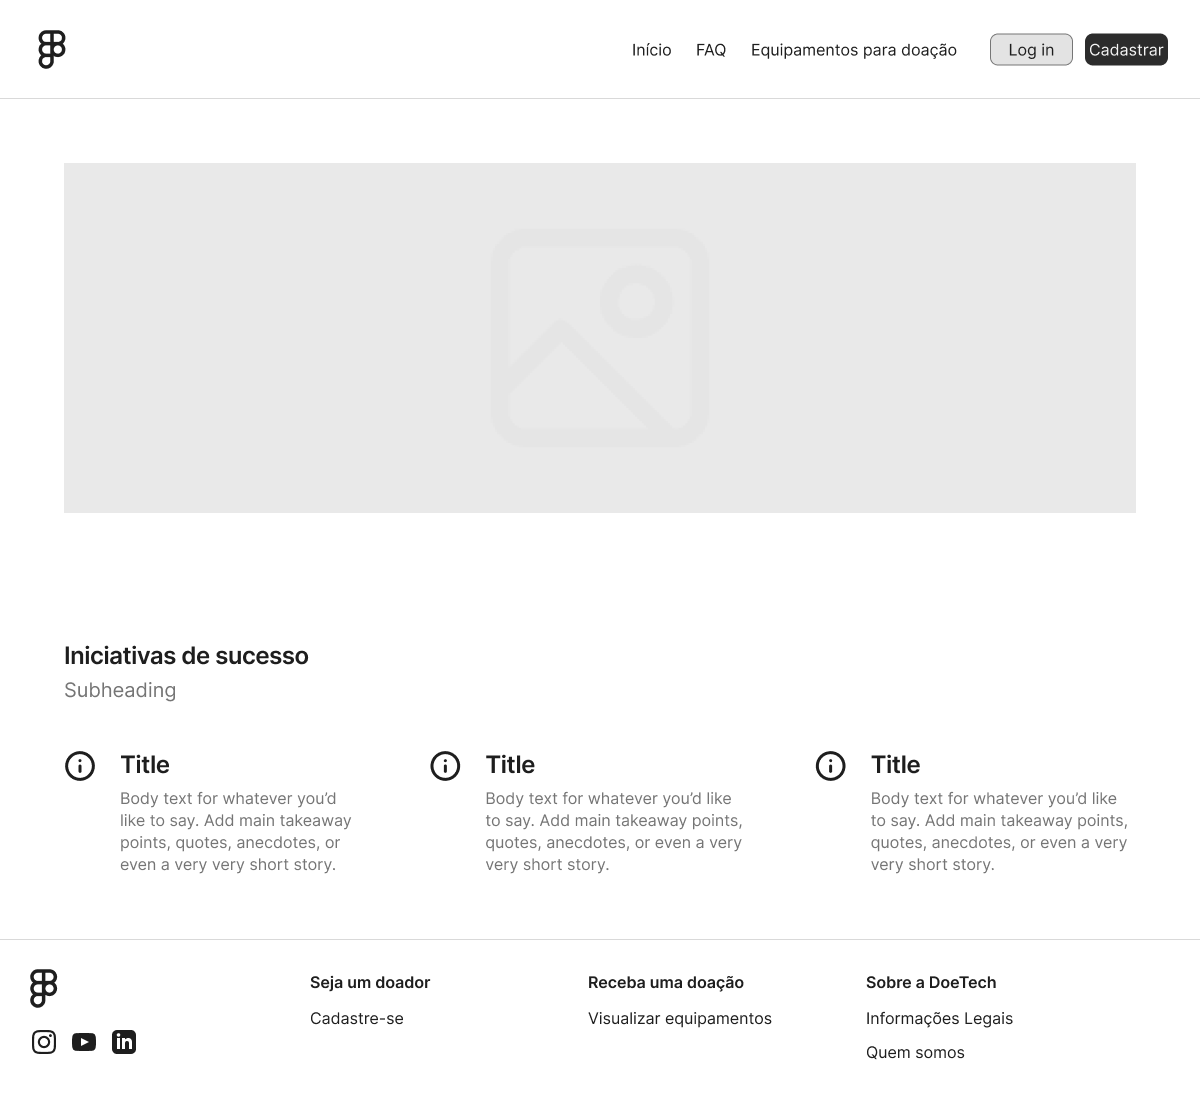 Início FAQ Equipamentos para doação Log in Cadastrar
Iniciativas de sucesso
Subheading
Title
Body text for whatever you’d
like to say. Add main takeaway
points, quotes, anecdotes, or
even a very very short story.
Title
Body text for whatever you’d like
to say. Add main takeaway points,
quotes, anecdotes, or even a very
very short story.
Title
Body text for whatever you’d like
to say. Add main takeaway points,
quotes, anecdotes, or even a very
very short story.
Seja um doador
Cadastre-se
Receba uma doação
Visualizar equipamentos
Sobre a DoeTech
Informações Legais
Quem somos